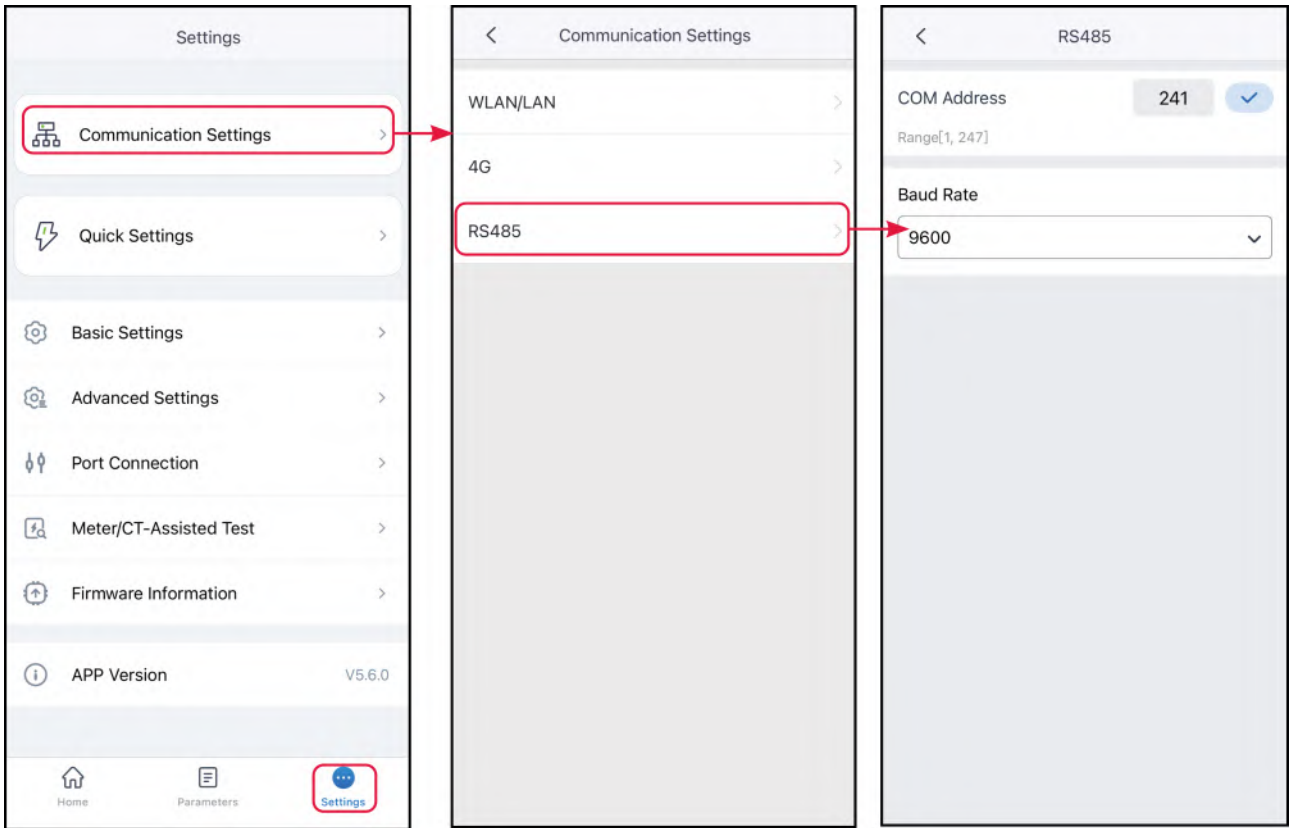 Settings
Communication Settings
Quick Settings
Basic Settings
Advanced Settings
Port Connection
Meter/CT-Assisted Test
Firmware Information
APP Version V5.6.0
Home Parameters Settings
Communication Settings
WLAN/LAN
4G
RS485
RS485
COM Address 241
Range[1, 247]
Baud Rate
9600